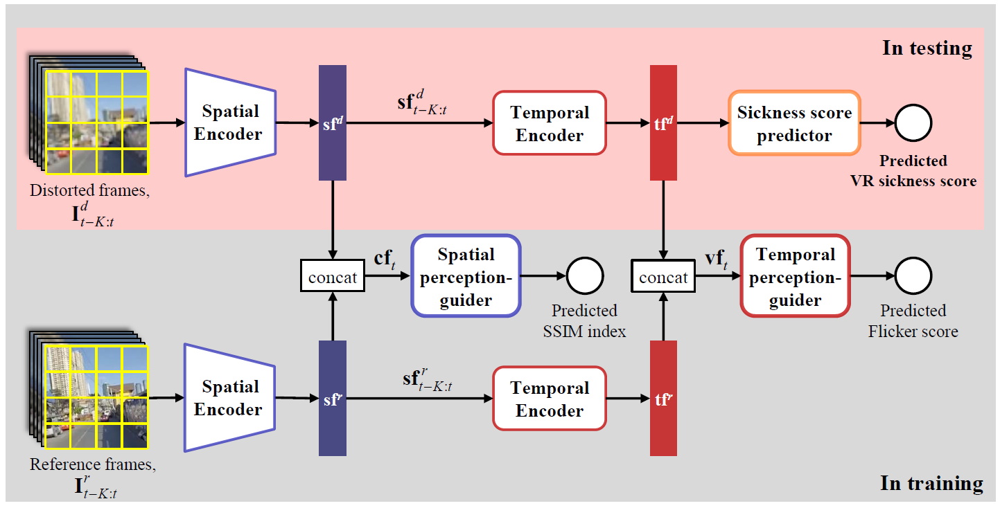 In testing
Spatial
Encoder
sf^d
sf^d_{t−K:t}
Temporal
Encoder
tf^d
Sickness score
predictor
Predicted
VR sickness score
Distorted frames,
I^d_{t−K:t}
concat
cf_t
Spatial
perception-
guider
Predicted
SSIM index
concat
vf_t
Temporal
perception-
guider
Predicted
Flicker score
Spatial
Encoder
sf^r
sf^r_{t−K:t}
Temporal
Encoder
tf^r
Reference frames,
I^r_{t−K:t}
In training